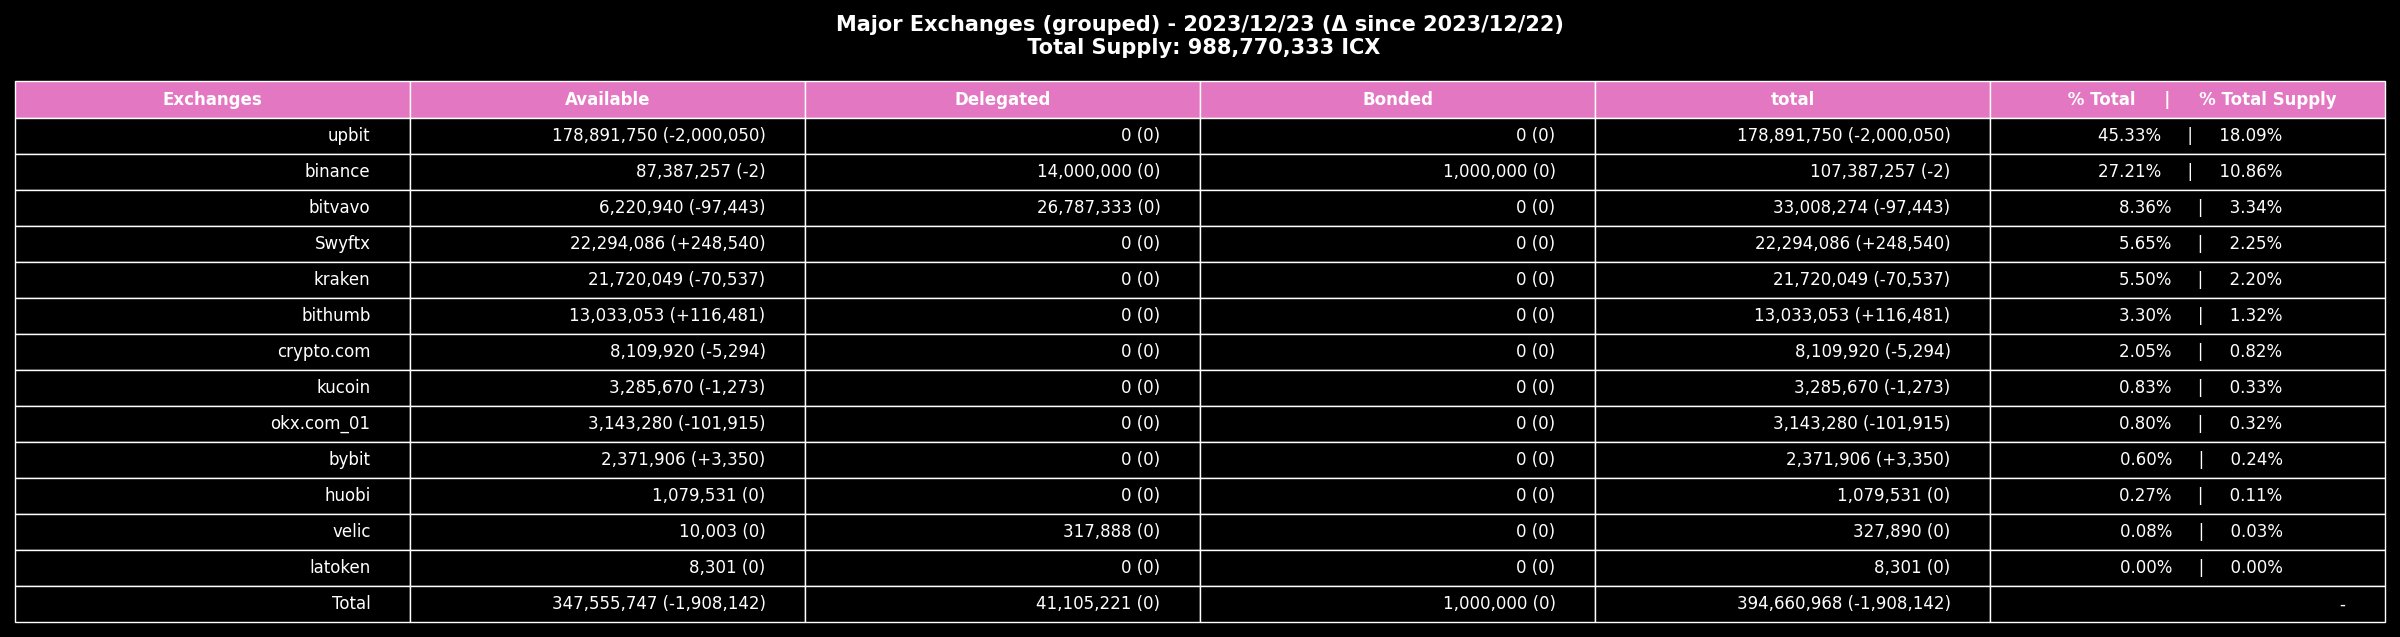 Major Exchanges (grouped) - 2023/12/23 (Δ since 2023/12/22)
Total Supply: 988,770,333 ICX
Exchanges Available Delegated Bonded total % Total | % Total Supply
upbit 178,891,750 (-2,000,050) 0 (0) 0 (0) 178,891,750 (-2,000,050) 45.33% | 18.09%
binance 87,387,257 (-2) 14,000,000 (0) 1,000,000 (0) 107,387,257 (-2) 27.21% | 10.86%
bitvavo 6,220,940 (-97,443) 26,787,333 (0) 0 (0) 33,008,274 (-97,443) 8.36% | 3.34%
Swyftx 22,294,086 (+248,540) 0 (0) 0 (0) 22,294,086 (+248,540) 5.65% | 2.25%
kraken 21,720,049 (-70,537) 0 (0) 0 (0) 21,720,049 (-70,537) 5.50% | 2.20%
bithumb 13,033,053 (+116,481) 0 (0) 0 (0) 13,033,053 (+116,481) 3.30% | 1.32%
crypto.com 8,109,920 (-5,294) 0 (0) 0 (0) 8,109,920 (-5,294) 2.05% | 0.82%
kucoin 3,285,670 (-1,273) 0 (0) 0 (0) 3,285,670 (-1,273) 0.83% | 0.33%
okx.com_01 3,143,280 (-101,915) 0 (0) 0 (0) 3,143,280 (-101,915) 0.80% | 0.32%
bybit 2,371,906 (+3,350) 0 (0) 0 (0) 2,371,906 (+3,350) 0.60% | 0.24%
huobi 1,079,531 (0) 0 (0) 0 (0) 1,079,531 (0) 0.27% | 0.11%
velic 10,003 (0) 317,888 (0) 0 (0) 327,890 (0) 0.08% | 0.03%
latoken 8,301 (0) 0 (0) 0 (0) 8,301 (0) 0.00% | 0.00%
Total 347,555,747 (-1,908,142) 41,105,221 (0) 1,000,000 (0) 394,660,968 (-1,908,142) -